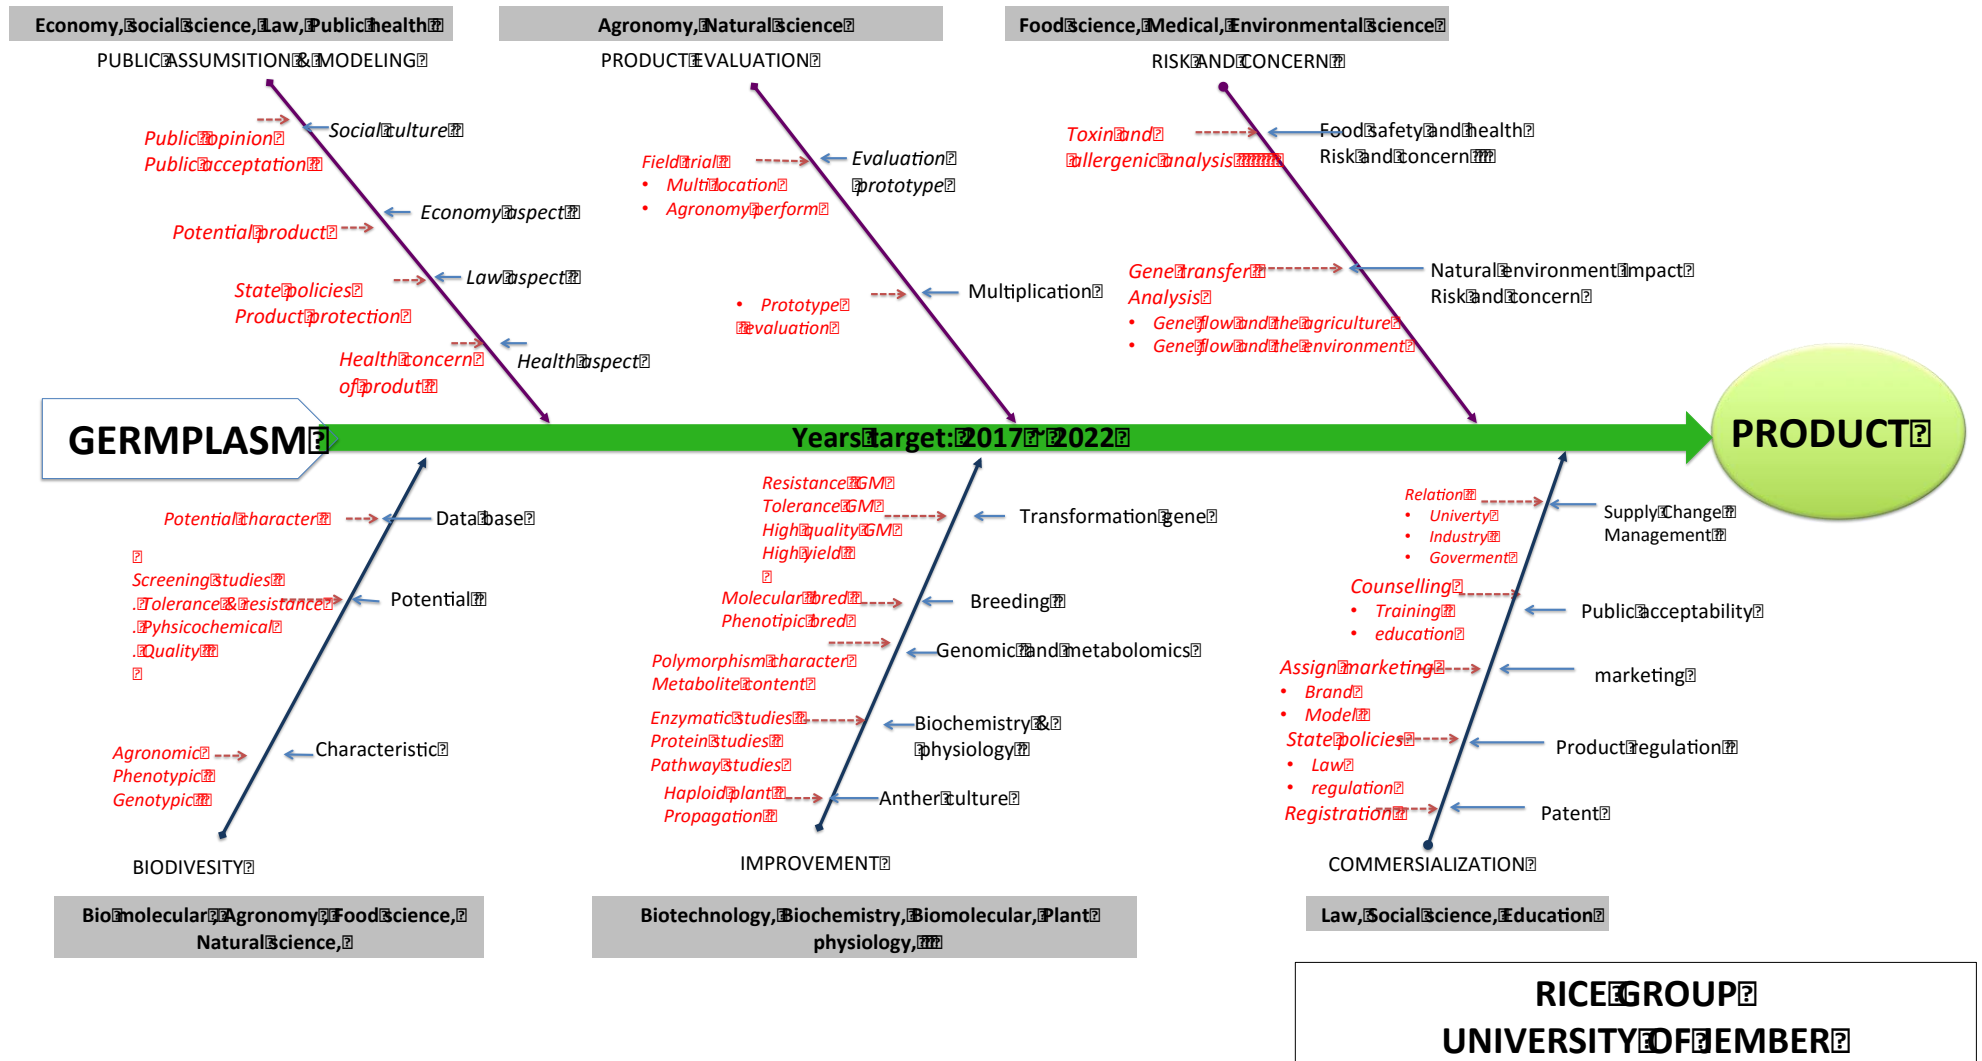 Economy, social science, Law, Public health
Agronomy, Natural science
Food science, Medical, Environmental science
PUBLIC ASSUMSITION & MODELING
PRODUCT EVALUATION
RISK AND CONCERN
Public opinion
Public acceptation
Social culture
Economy aspect
Potential product
Law aspect
State policies
Product protection
Health concern
of produt
Health aspect
Field trial
• Multi location
• Agronomy perform
Evaluation
prototype
Multiplication
• Prototype
evaluation
Toxin and
allergenic analysis
Food safety and health
Risk and concern
Gene transfer
Analysis
• Gene flow and the agriculture
• Gene flow and the environment
Natural environment impact
Risk and concern
GERMPLASM
Years target: 2017 ~ 2022
PRODUCT
Potential character
Data base
Screening studies
. Tolerance & resistance
. Pyhsicochemical
. Quality
Potential
Agronomic
Phenotypic
Genotypic
Characteristic
BIODIVESITY
Resistance GM
Tolerance GM
High quality GM
High yield
Transformation gene
Molecular bred
Phenotipic bred
Breeding
Polymorphism character
Metabolite content
Genomic and metabolomics
Enzymatic studies
Protein studies
Pathway studies
Biochemistry &
physiology
Haploid plant
Propagation
Anther culture
IMPROVEMENT
Relation
• Univerty
• Industry
• Goverment
Supply Change
Management
Counselling
• Training
• education
Public acceptability
Assign marketing
• Brand
• Model
marketing
State policies
• Law
• regulation
Product regulation
Registration
Patent
COMMERSIALIZATION
Bio molecular, Agronomy, Food science,
Natural science,
Biotechnology, Biochemistry, Biomolecular, Plant
physiology,
Law, Social science, Education
RICE GROUP
UNIVERSITY OF JEMBER